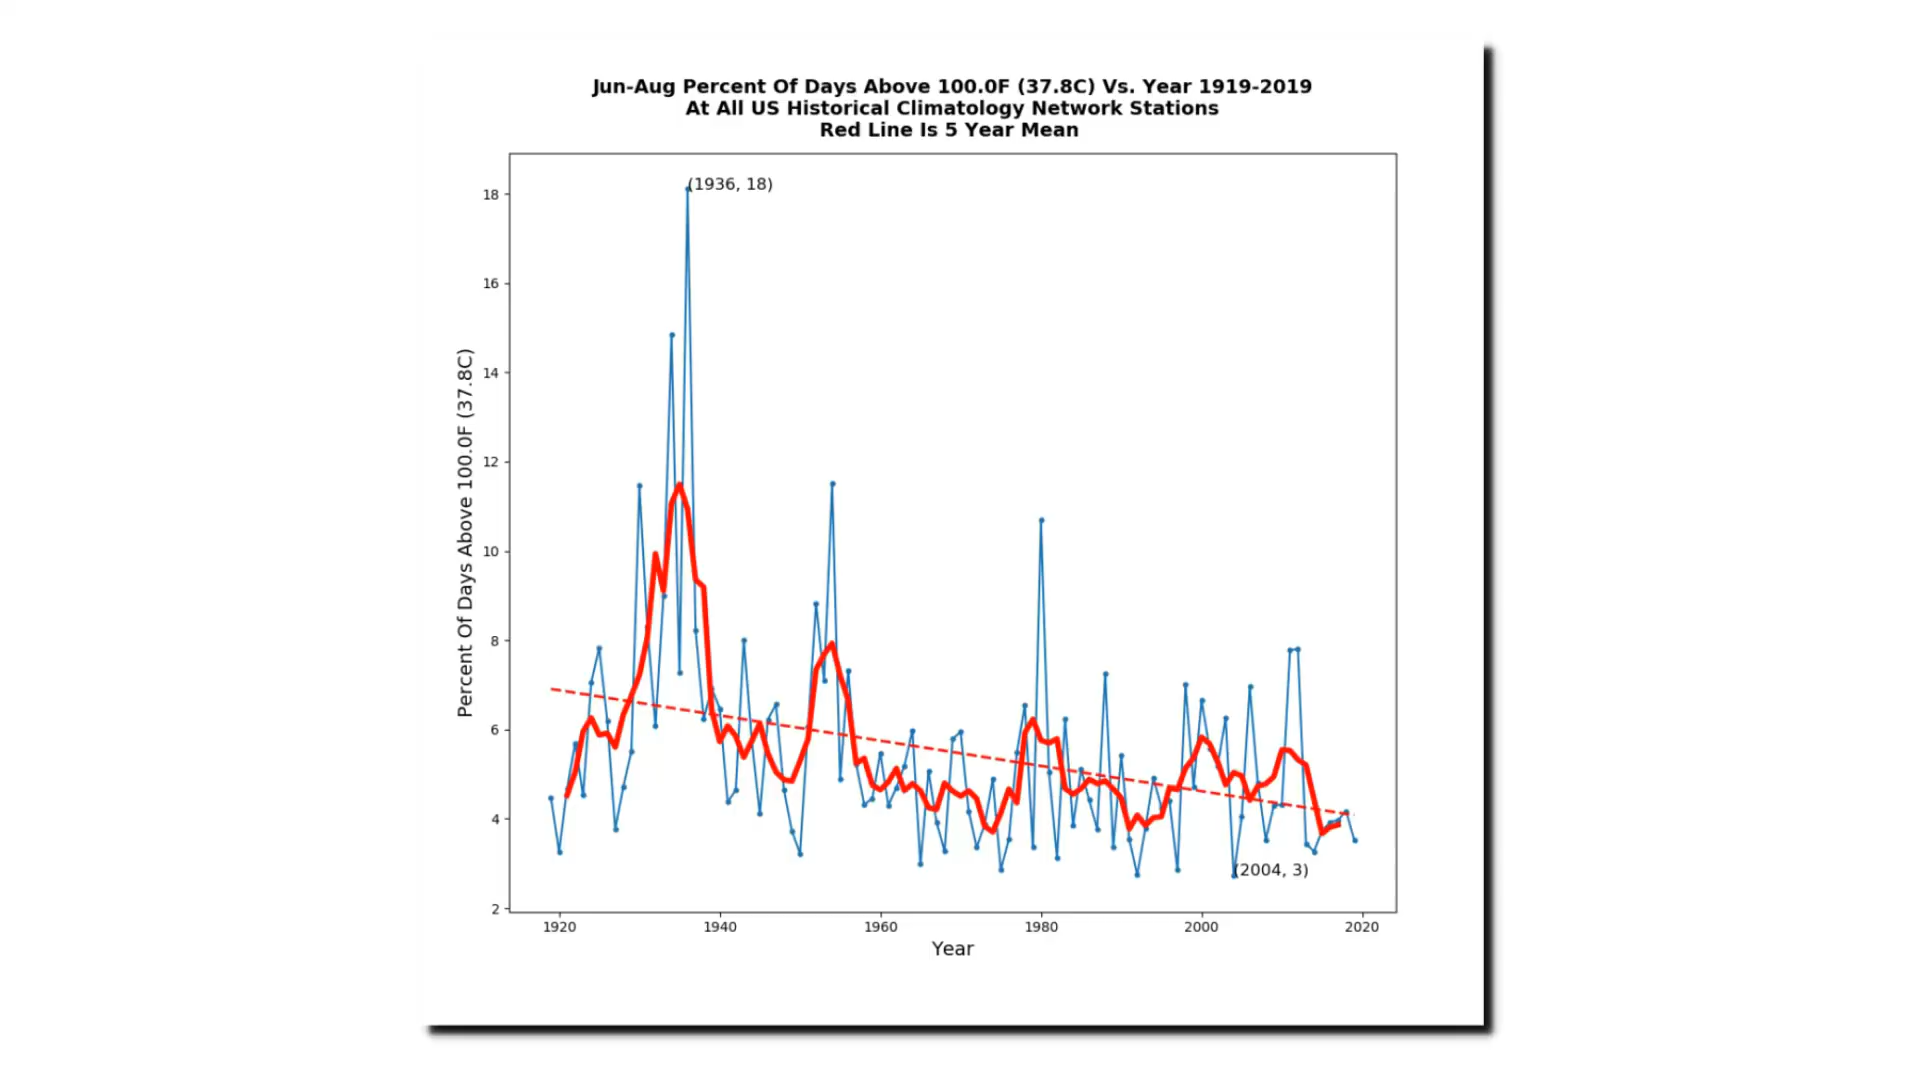 Jun-Aug Percent Of Days Above 100.0F (37.8C) Vs. Year 1919-2019
At All US Historical Climatology Network Stations
Red Line Is 5 Year Mean
(1936, 18)
18
16
14
12
10
8
6
4
2
Percent Of Days Above 100.0F (37.8C)
(2004, 3)
1920 1940 1960 1980 2000 2020
Year